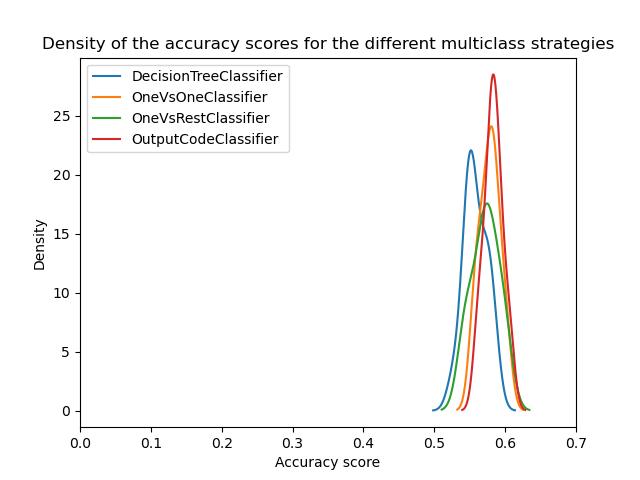 Density of the accuracy scores for the different multiclass strategies
DecisionTreeClassifier
OneVsOneClassifier
OneVsRestClassifier
OutputCodeClassifier
25
20
15
10
5
0
Density
0.0 0.1 0.2 0.3 0.4 0.5 0.6 0.7
Accuracy score